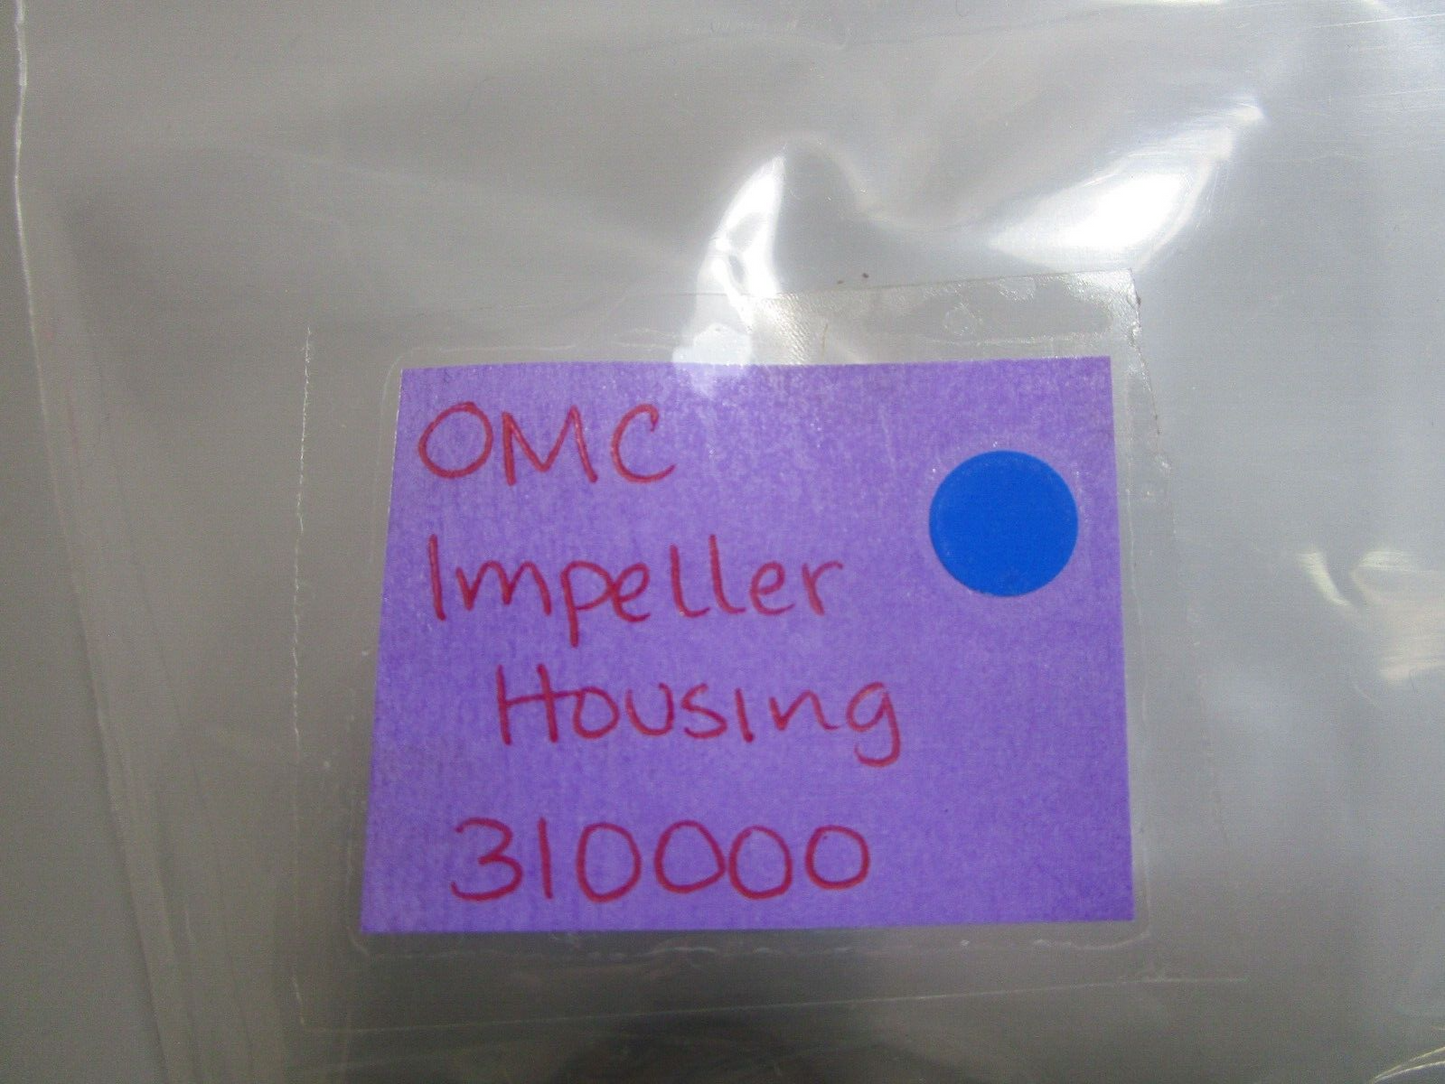 OMC
Impeller
Housing
310000